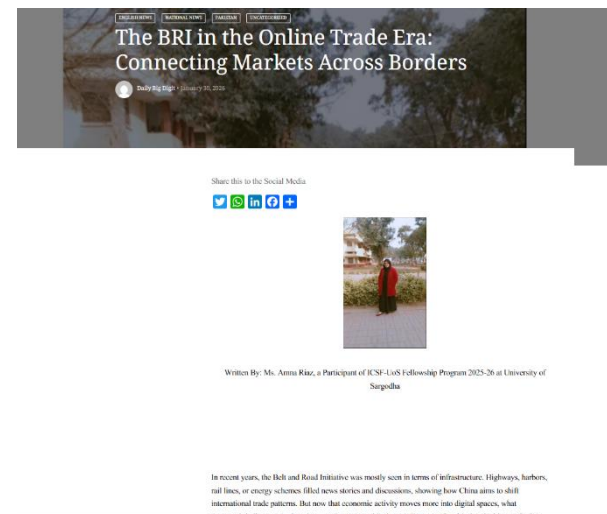 ENGLISH NEWS NATIONAL NEWS PAKISTAN UNCATEGORIZED
The BRI in the Online Trade Era:
Connecting Markets Across Borders
Daily Big Digit • January 30, 2026
Share this to the Social Media
Written By: Ms. Amna Riaz, a Participant of ICSF-UoS Fellowship Program 2025-26 at University of
Sargodha
In recent years, the Belt and Road Initiative was mostly seen in terms of infrastructure. Highways, harbors,
rail lines, or energy schemes filled news stories and discussions, showing how China aims to shift
international trade patterns. But now that economic activity moves more into digital spaces, what